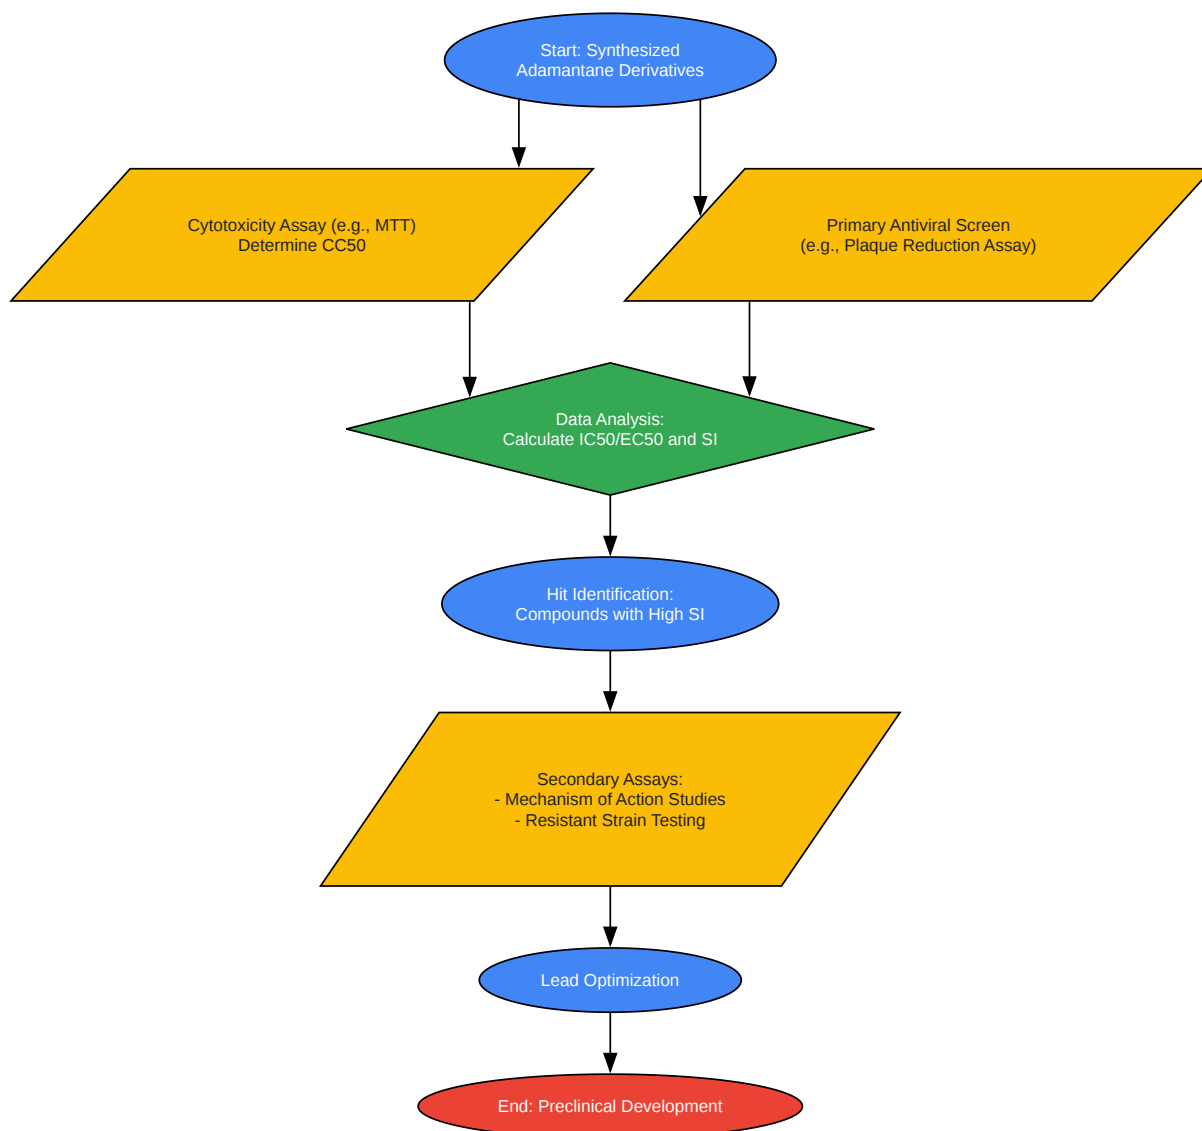 Start: Synthesized
Adamantane Derivatives
Cytotoxicity Assay (e.g., MTT)
Determine CC50
Primary Antiviral Screen
(e.g., Plaque Reduction Assay)
Data Analysis:
Calculate IC50/EC50 and SI
Hit Identification:
Compounds with High SI
Secondary Assays:
- Mechanism of Action Studies
- Resistant Strain Testing
Lead Optimization
End: Preclinical Development